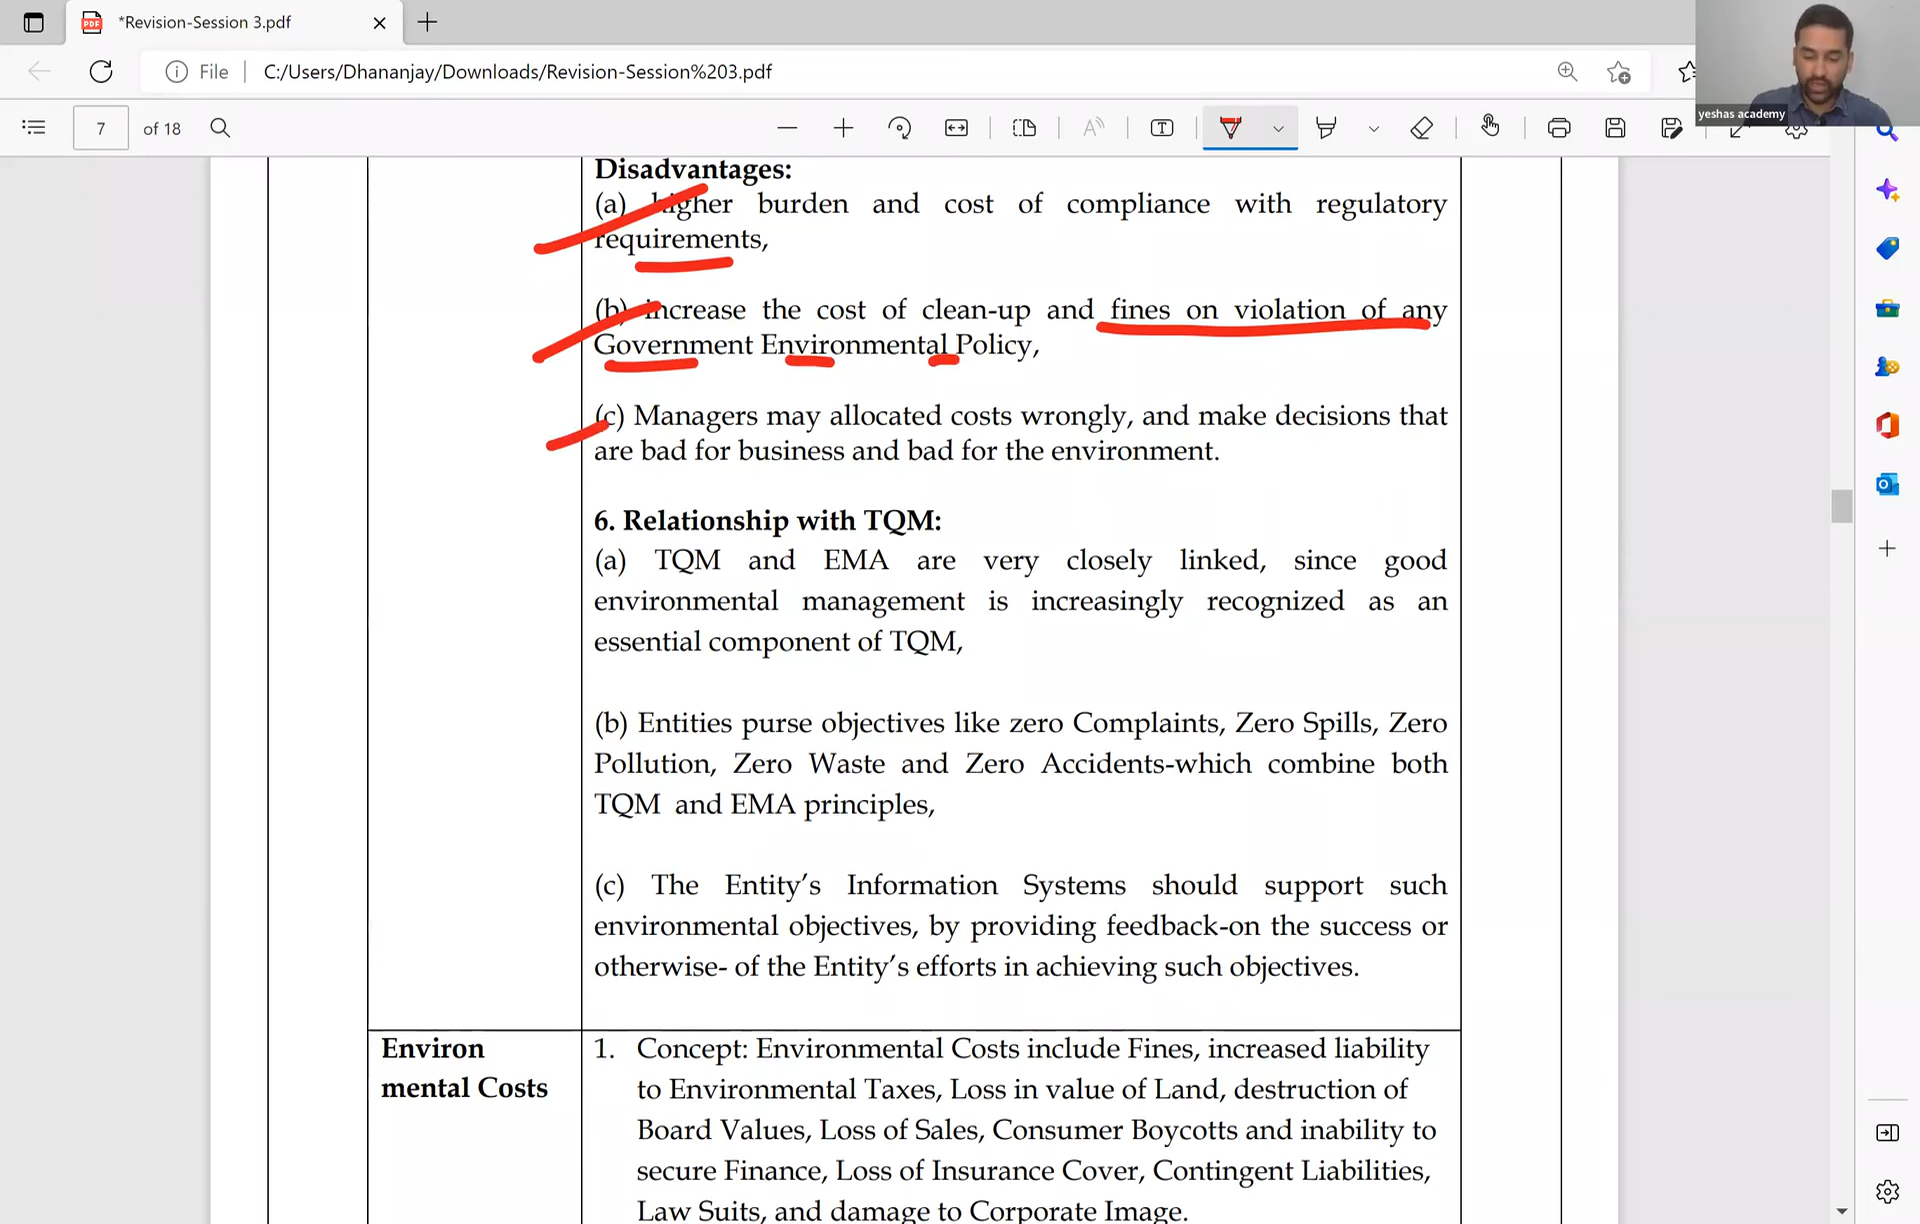 *Revision-Session 3.pdf
File
C:/Users/Dhananjay/Downloads/Revision-Session%203.pdf
yeshas academy
7 of 18
Disadvantages:
(a) higher burden and cost of compliance with regulatory
requirements,
(b) increase the cost of clean-up and fines on violation of any
Government Environmental Policy,
(c) Managers may allocated costs wrongly, and make decisions that
are bad for business and bad for the environment.
6. Relationship with TQM:
(a) TQM and EMA are very closely linked, since good
environmental management is increasingly recognized as an
essential component of TQM,
(b) Entities purse objectives like zero Complaints, Zero Spills, Zero
Pollution, Zero Waste and Zero Accidents-which combine both
TQM and EMA principles,
(c) The Entity’s Information Systems should support such
environmental objectives, by providing feedback-on the success or
otherwise- of the Entity’s efforts in achieving such objectives.
Environ
mental Costs
1. Concept: Environmental Costs include Fines, increased liability
to Environmental Taxes, Loss in value of Land, destruction of
Board Values, Loss of Sales, Consumer Boycotts and inability to
secure Finance, Loss of Insurance Cover, Contingent Liabilities,
Law Suits, and damage to Corporate Image.